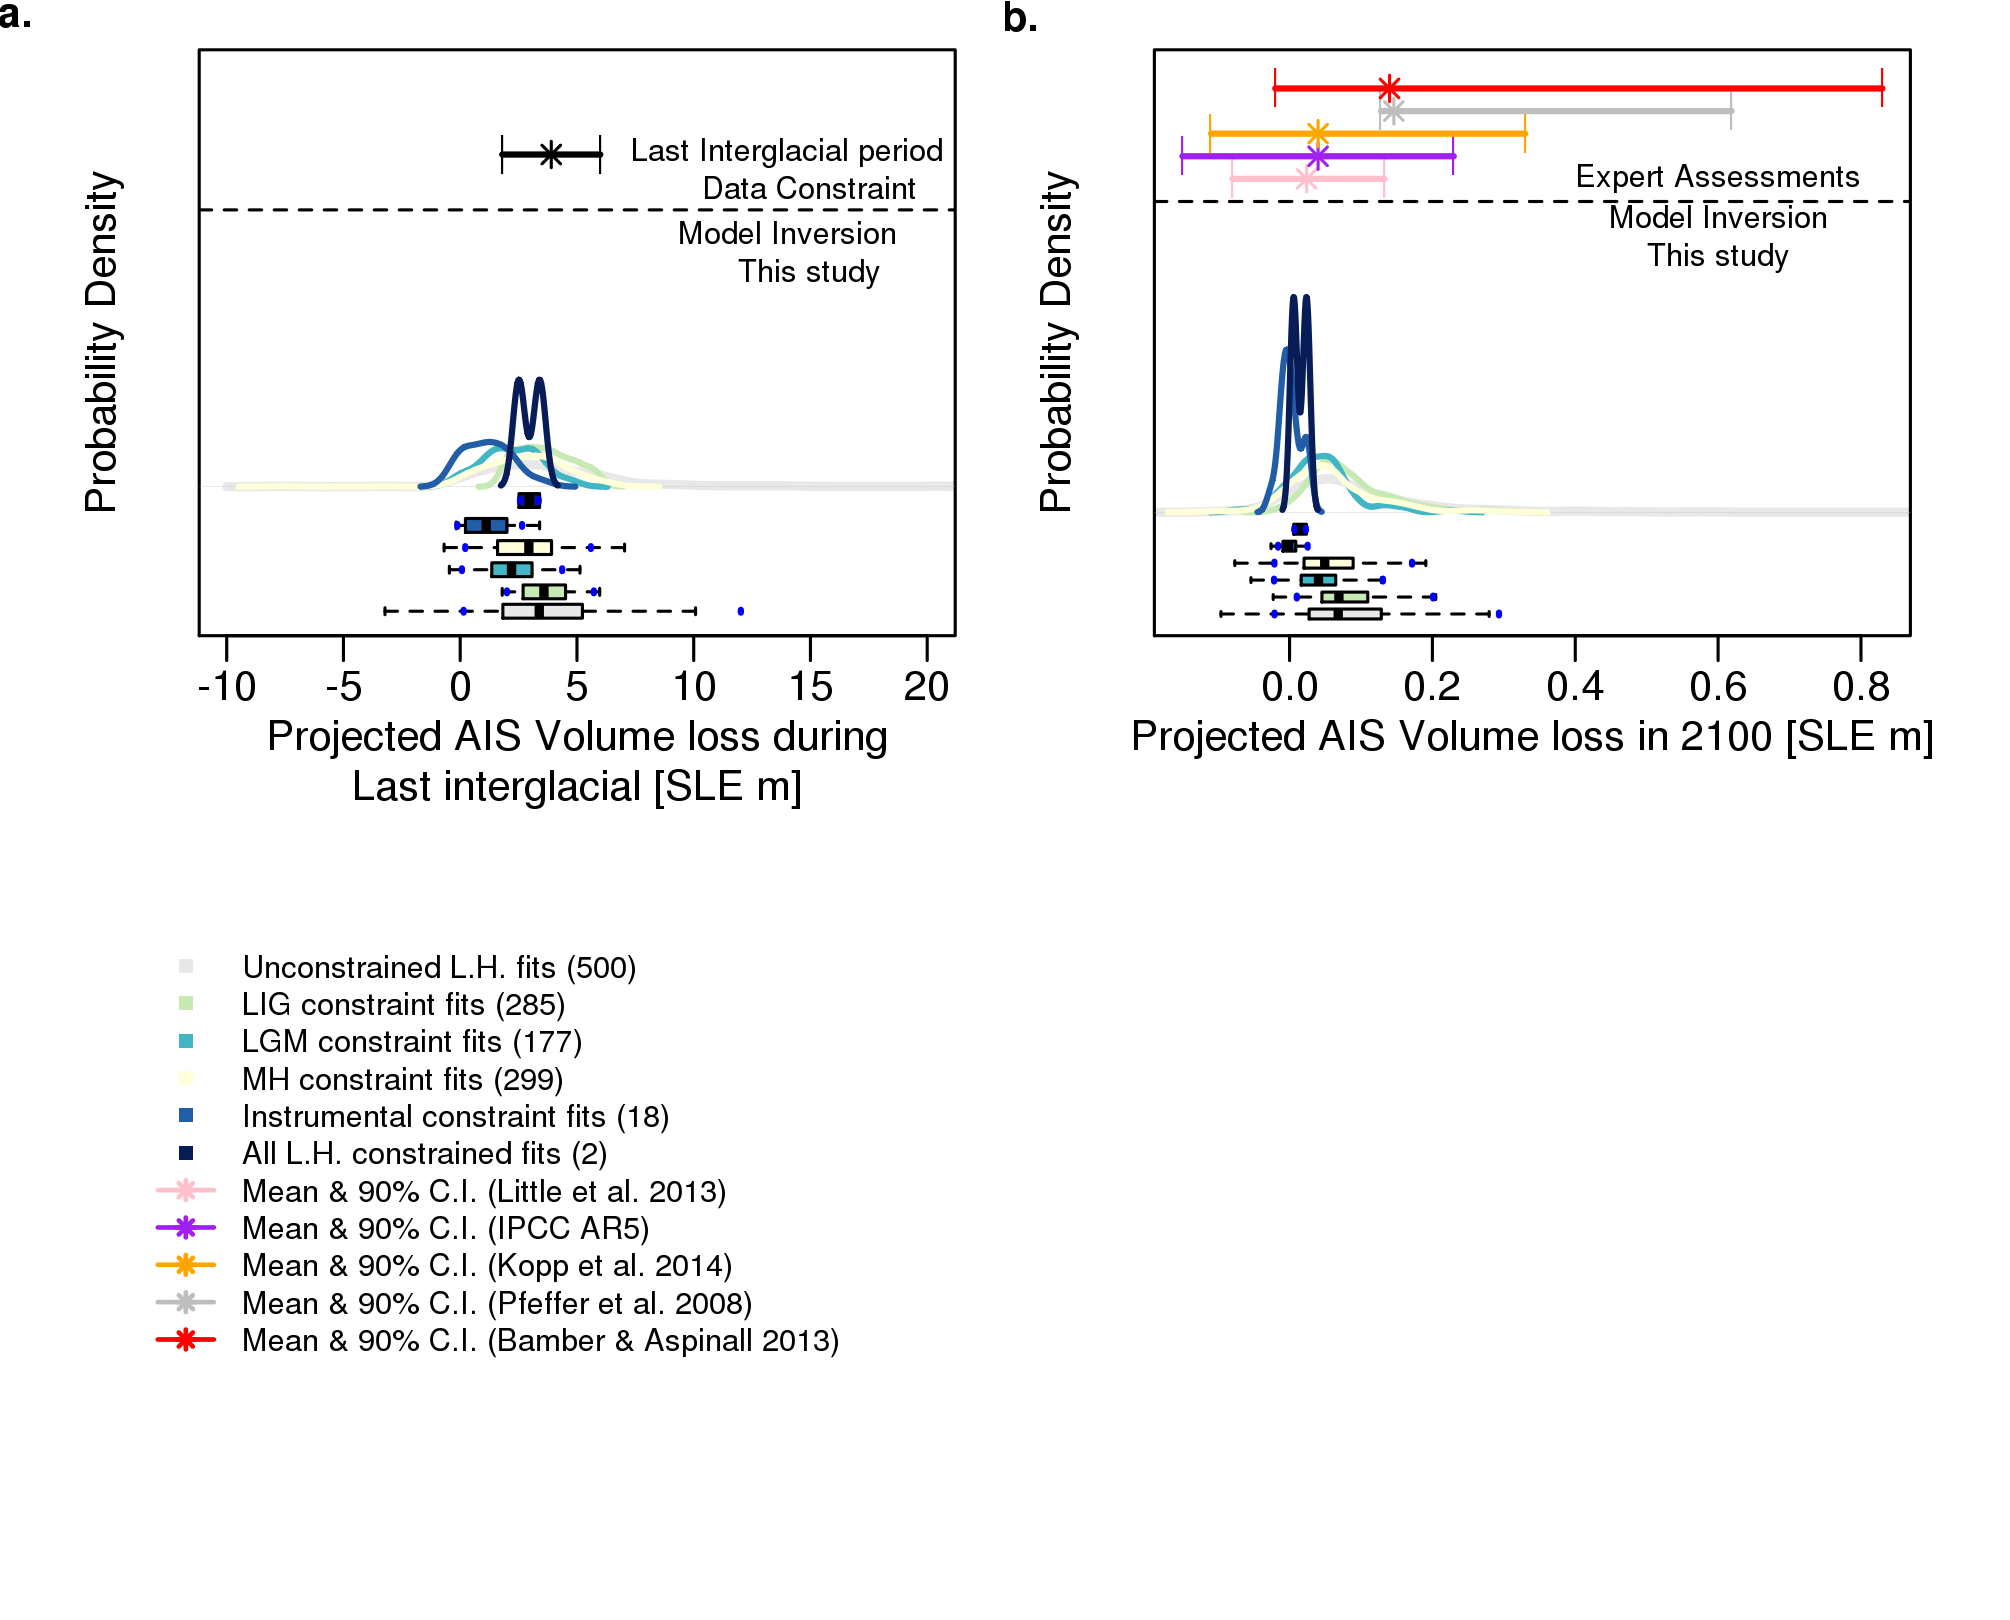 a.
Probability Density
Last Interglacial period
Data Constraint
Model Inversion
This study
-10 -5 0 5 10 15 20
Projected AIS Volume loss during
Last interglacial [SLE m]
b.
Probability Density
Expert Assessments
Model Inversion
This study
0.0 0.2 0.4 0.6 0.8
Projected AIS Volume loss in 2100 [SLE m]
Unconstrained L.H. fits (500)
LIG constraint fits (285)
LGM constraint fits (177)
MH constraint fits (299)
Instrumental constraint fits (18)
All L.H. constrained fits (2)
Mean & 90% C.I. (Little et al. 2013)
Mean & 90% C.I. (IPCC AR5)
Mean & 90% C.I. (Kopp et al. 2014)
Mean & 90% C.I. (Pfeffer et al. 2008)
Mean & 90% C.I. (Bamber & Aspinall 2013)